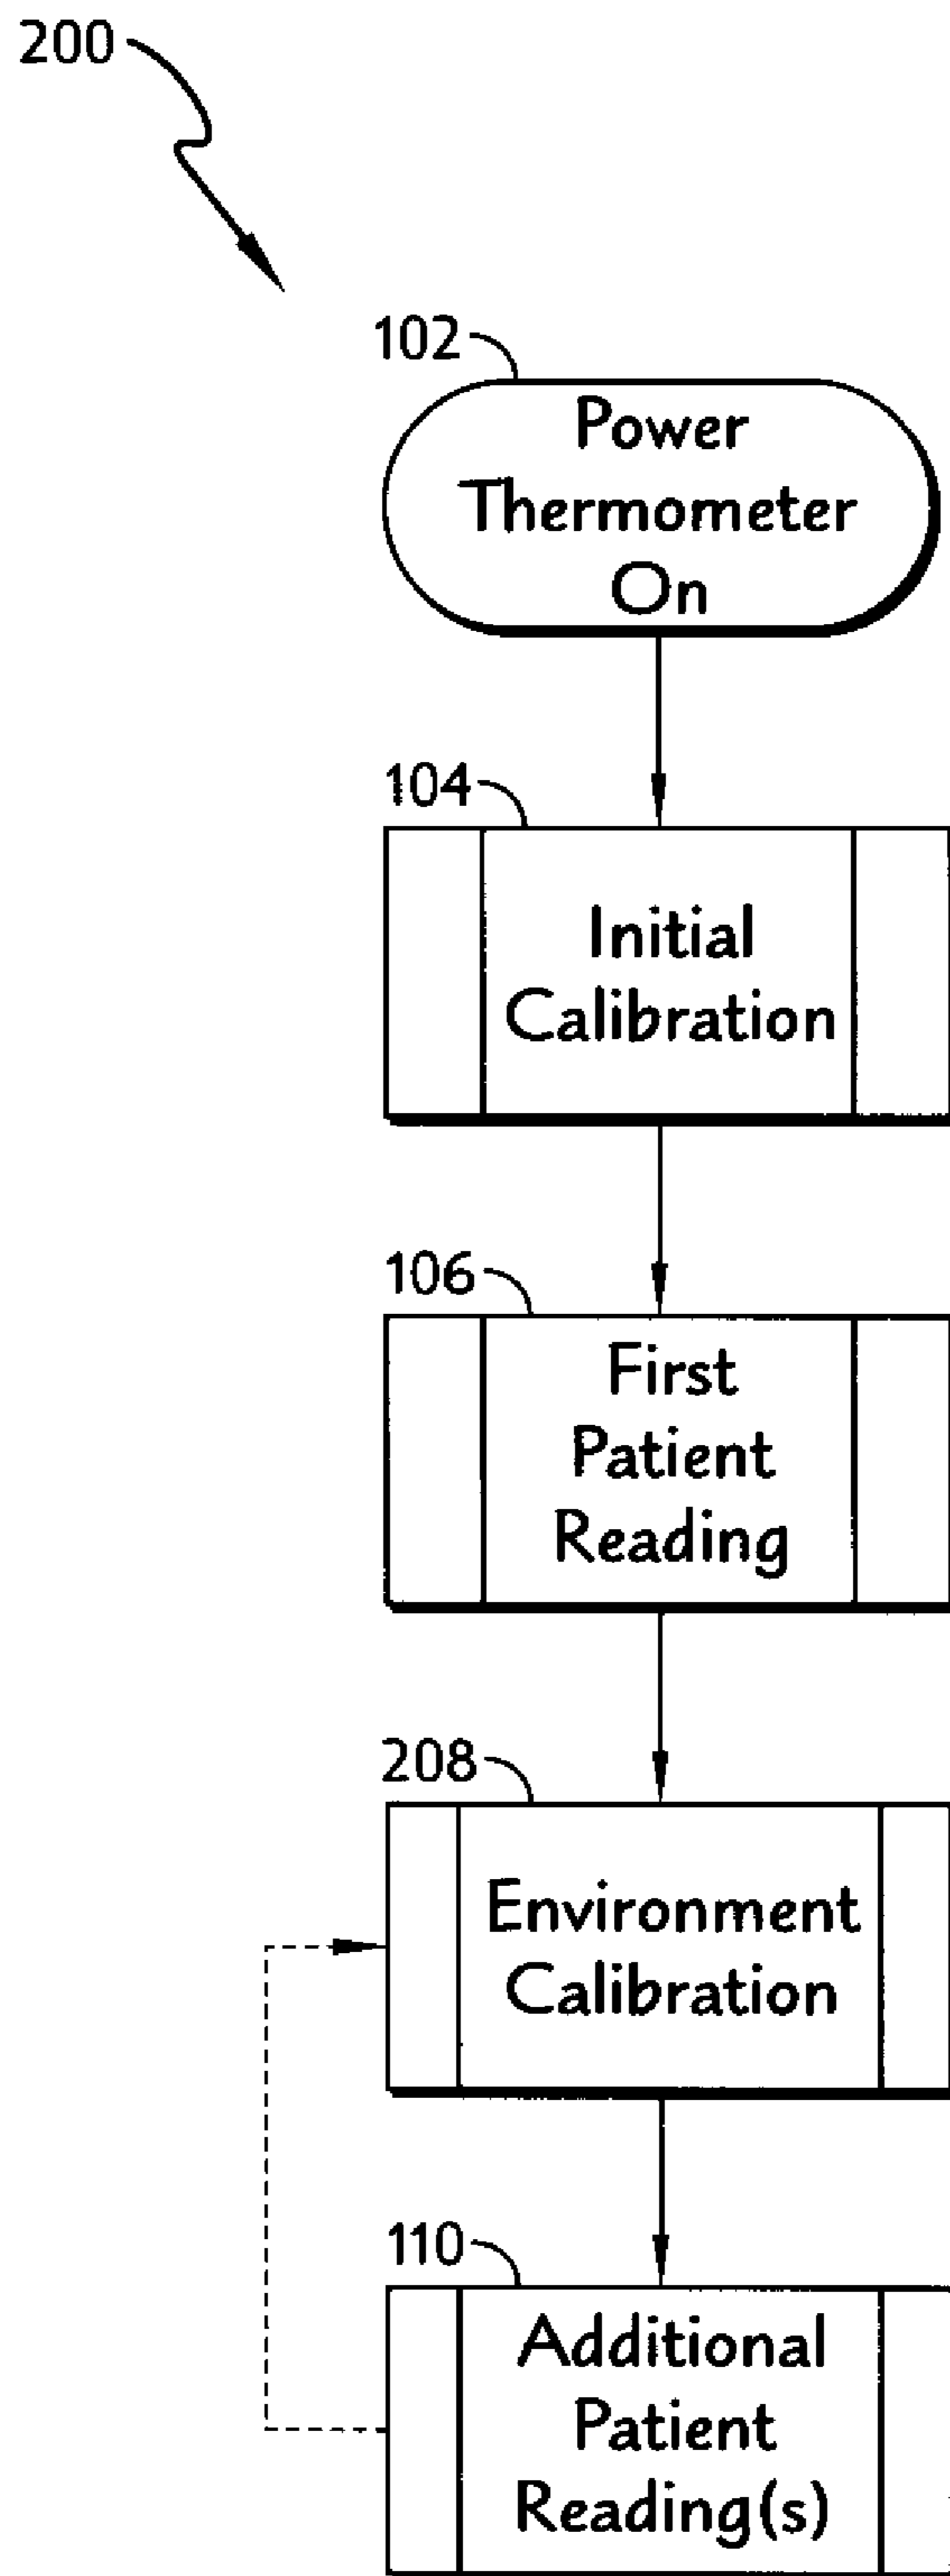 200
102
Power
Thermometer
On
104
Initial
Calibration
106
First
Patient
Reading
208
Environment
Calibration
110
Additional
Patient
Reading(s)